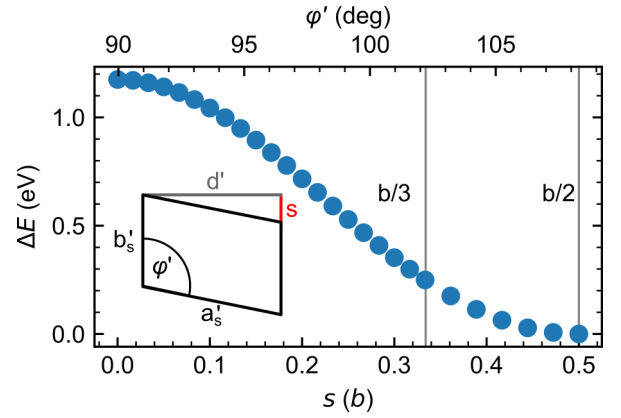 φ′ (deg)
90 95 100 105
ΔE (eV)
1.0
0.5
0.0
b/3
b/2
d'
s
b's
φ'
a's
0.0 0.1 0.2 0.3 0.4 0.5
s (b)